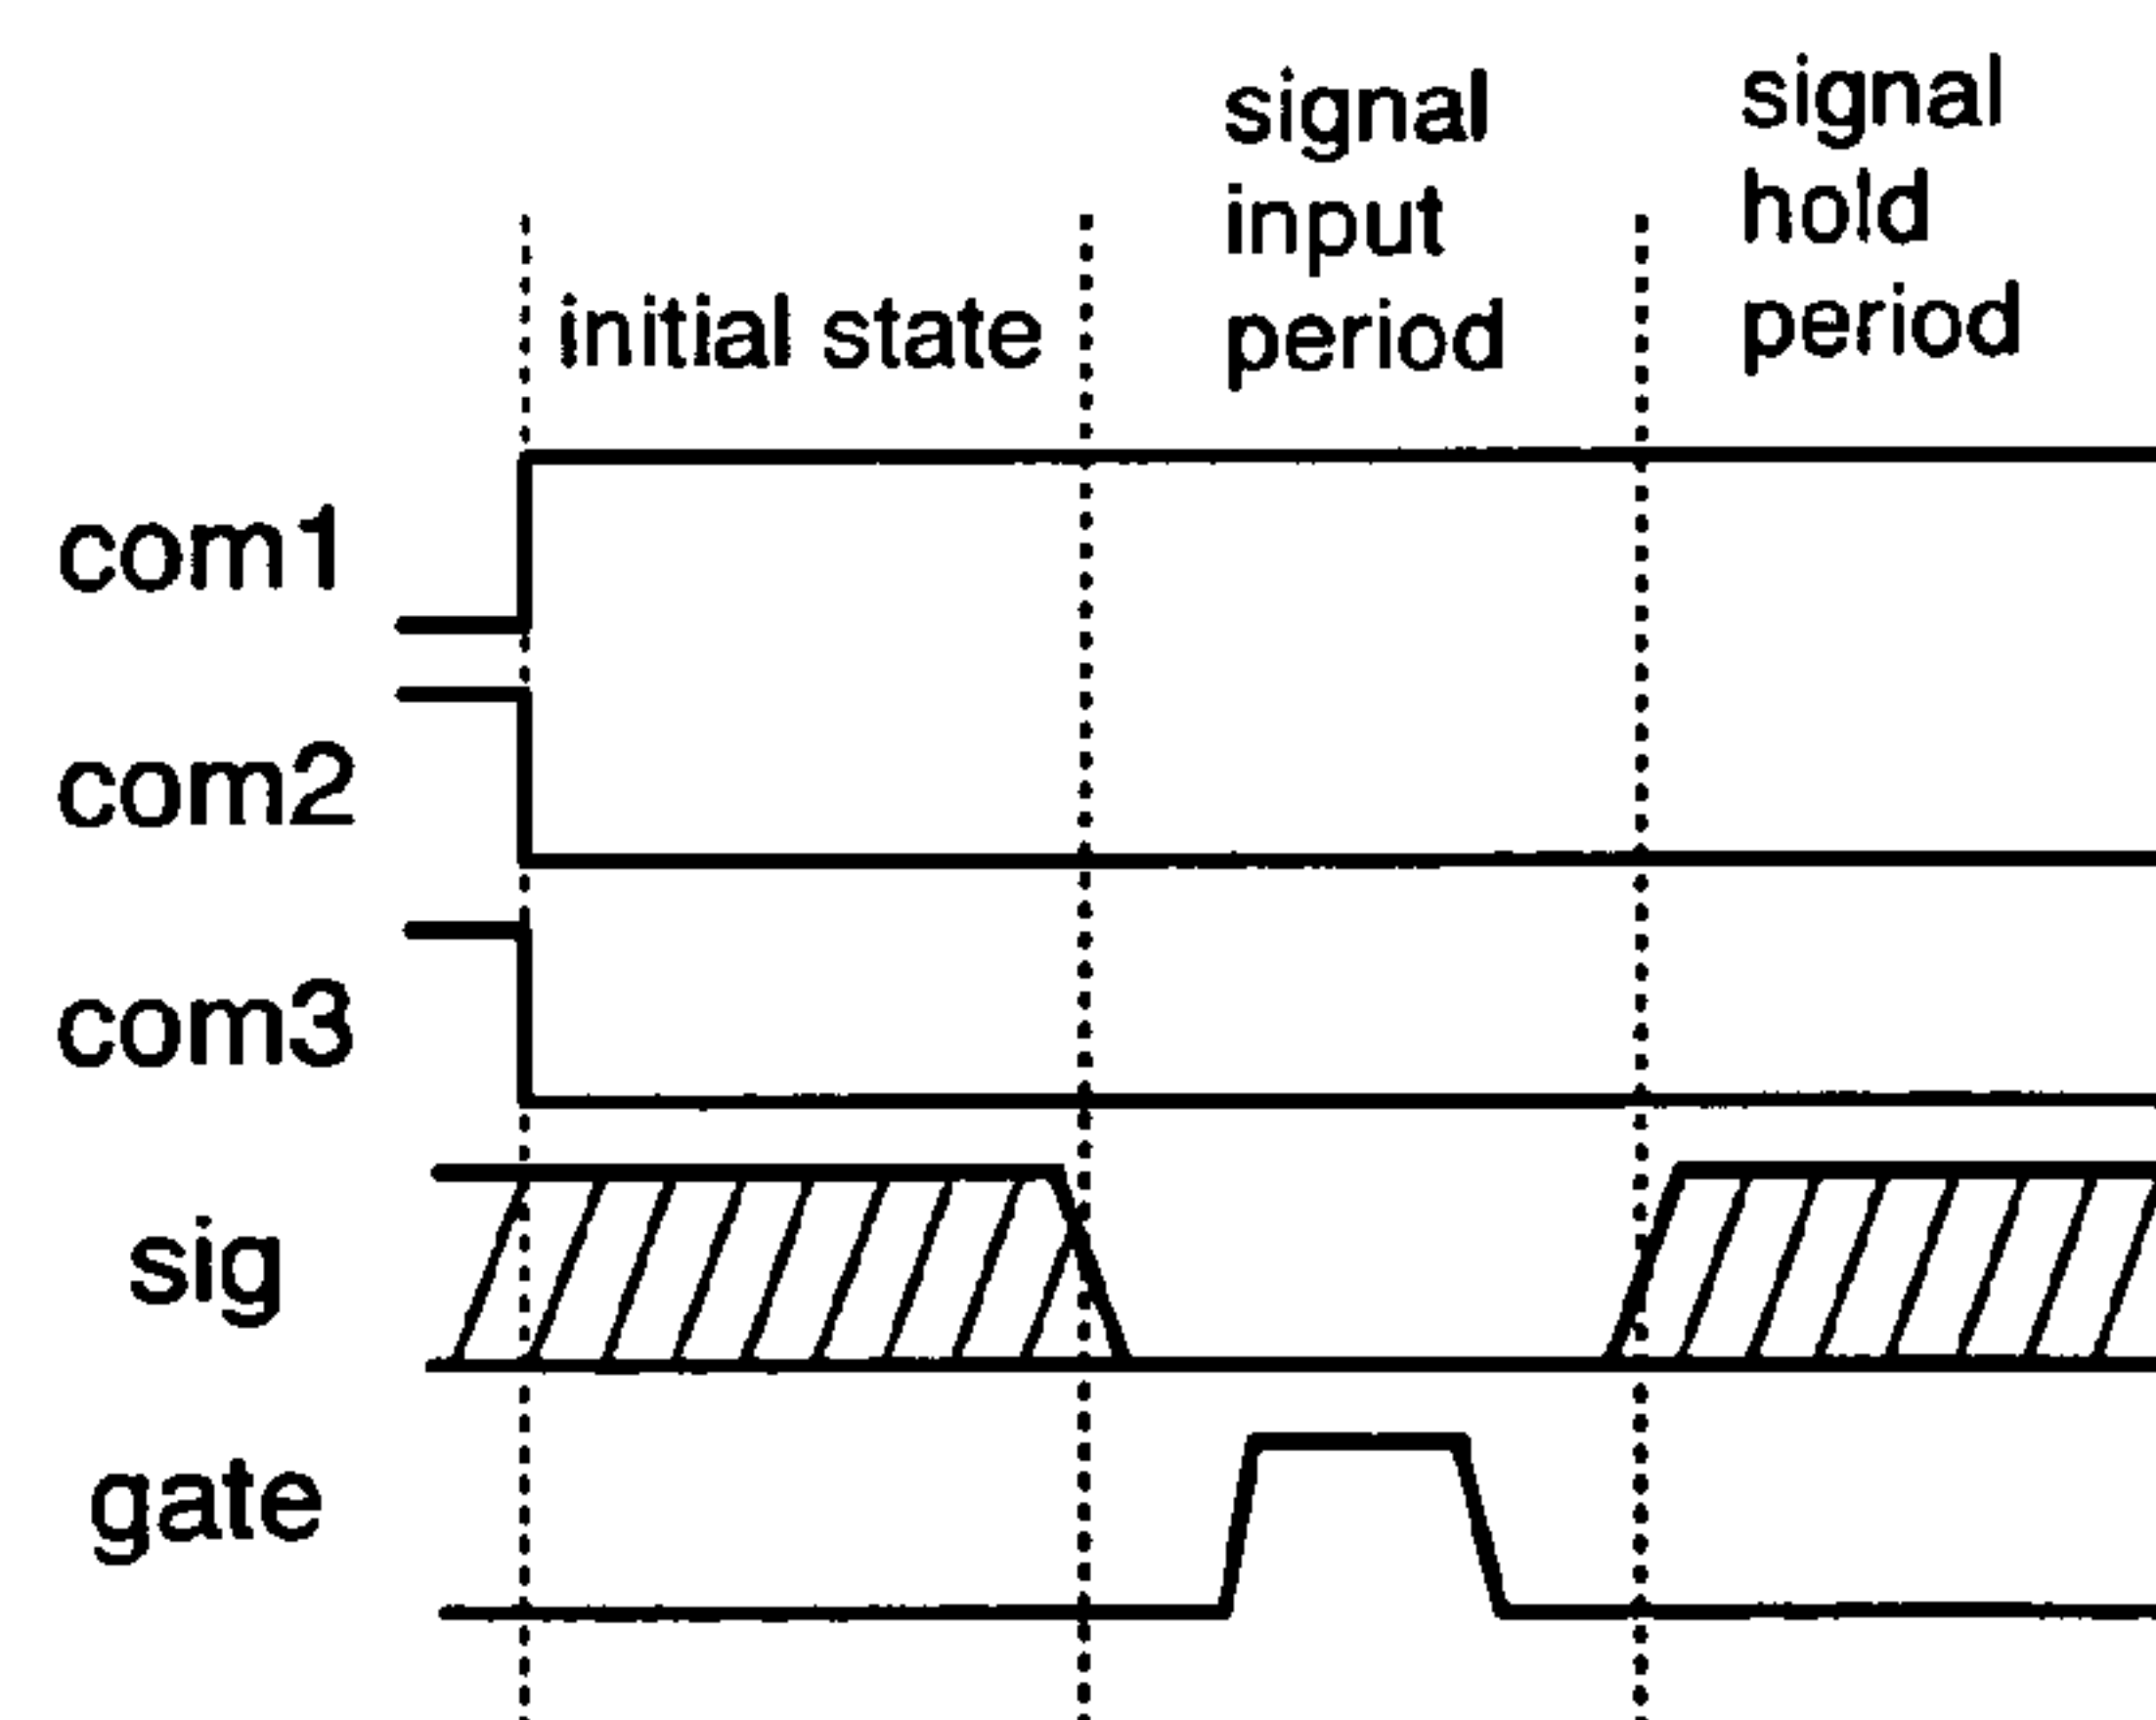 initial state
signal
input
period
signal
hold
period
com1
com2
com3
sig
gate